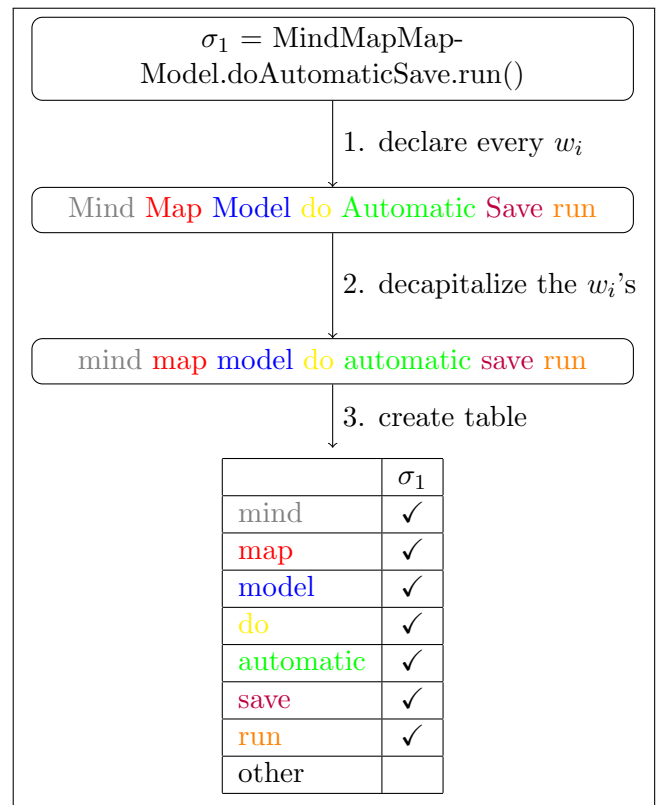 σ₁ = MindMapMap-
Model.doAutomaticSave.run()
1. declare every wᵢ
Mind Map Model do Automatic Save run
2. decapitalize the wᵢ's
mind map model do automatic save run
3. create table
σ₁
mind ✓
map ✓
model ✓
do ✓
automatic ✓
save ✓
run ✓
other